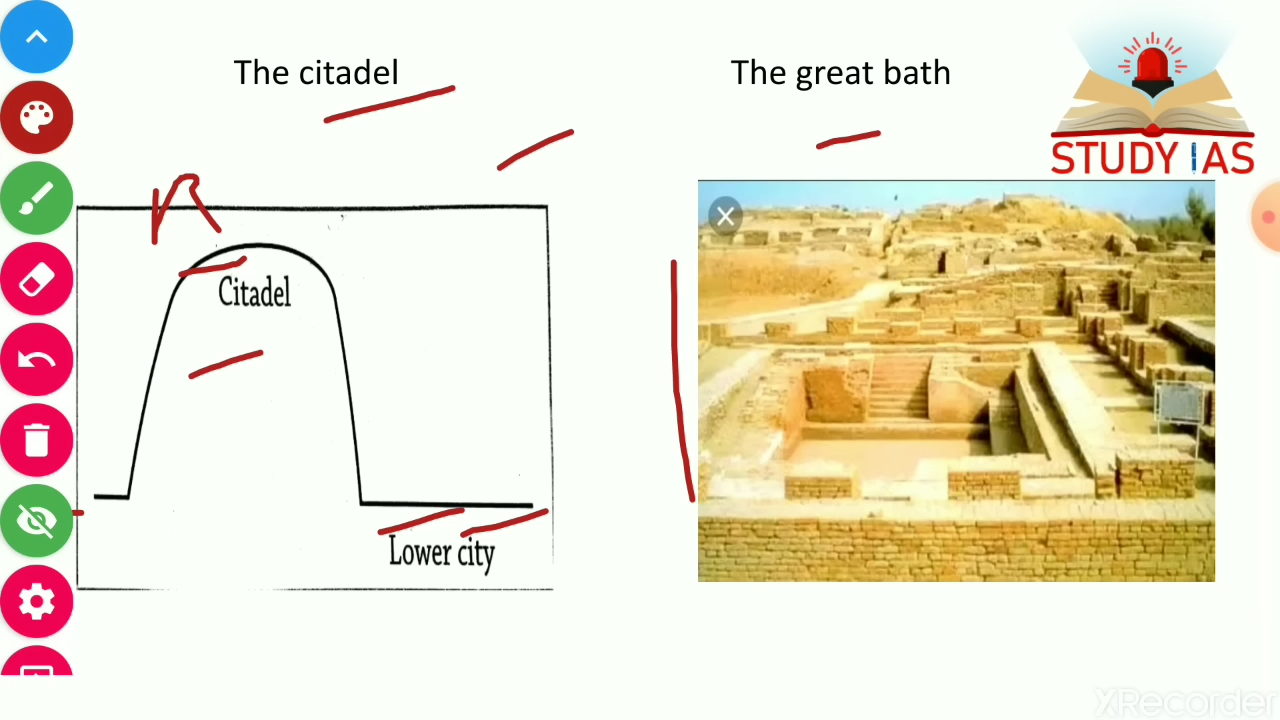 The citadel
The great bath
STUDY IAS
Citadel
Lower city
XRecorder